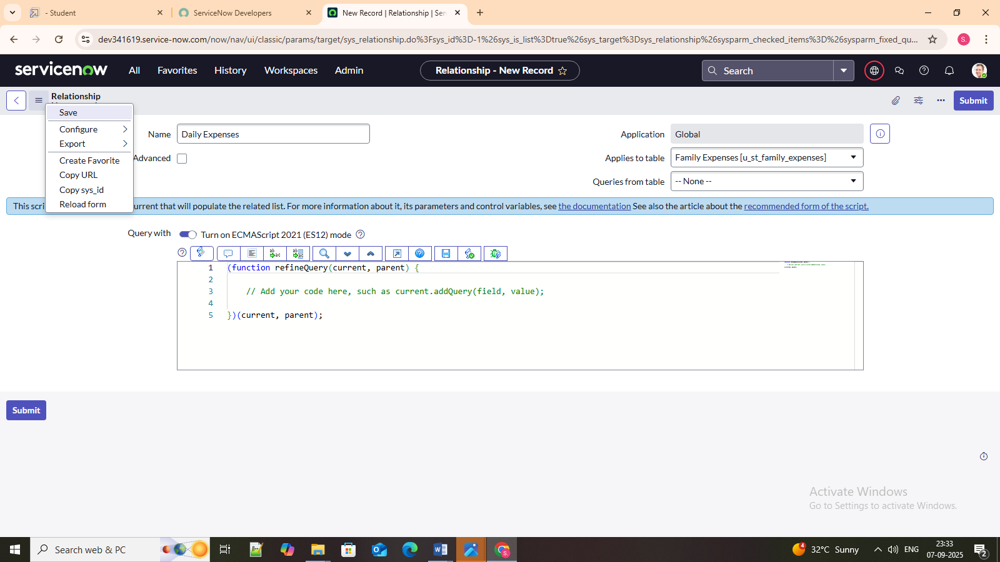 - Student
ServiceNow Developers
New Record | Relationship | Ser
dev341619.service-now.com/now/nav/ui/classic/params/target/sys_relationship.do%3Fsys_id%3D-1%26sys_is_list%3Dtrue%26sys_target%3Dsys_relationship%26sysparm_checked_items%3D%26sysparm_fixed_qu...
S.
servicenow
All
Favorites
History
Workspaces
Admin
Relationship - New Record
Search
Relationship
Submit
Save
Configure
Export
Create Favorite
Copy URL
Copy sys_id
Reload form
Name
Daily Expenses
Application
Global
Advanced
Applies to table
Family Expenses [u_st_family_expenses]
Queries from table
-- None --
This scri
urrent that will populate the related list. For more information about it, its parameters and control variables, see the documentation See also the article about the recommended form of the script.
Query with
Turn on ECMAScript 2021 (ES12) mode
1 (function refineQuery(current, parent) {
2
3 // Add your code here, such as current.addQuery(field, value);
4
5 })(current, parent);
Submit
Activate Windows
Go to Settings to activate Windows.
Search web & PC
4
32°C Sunny
ENG
23:33
07-09-2025
2